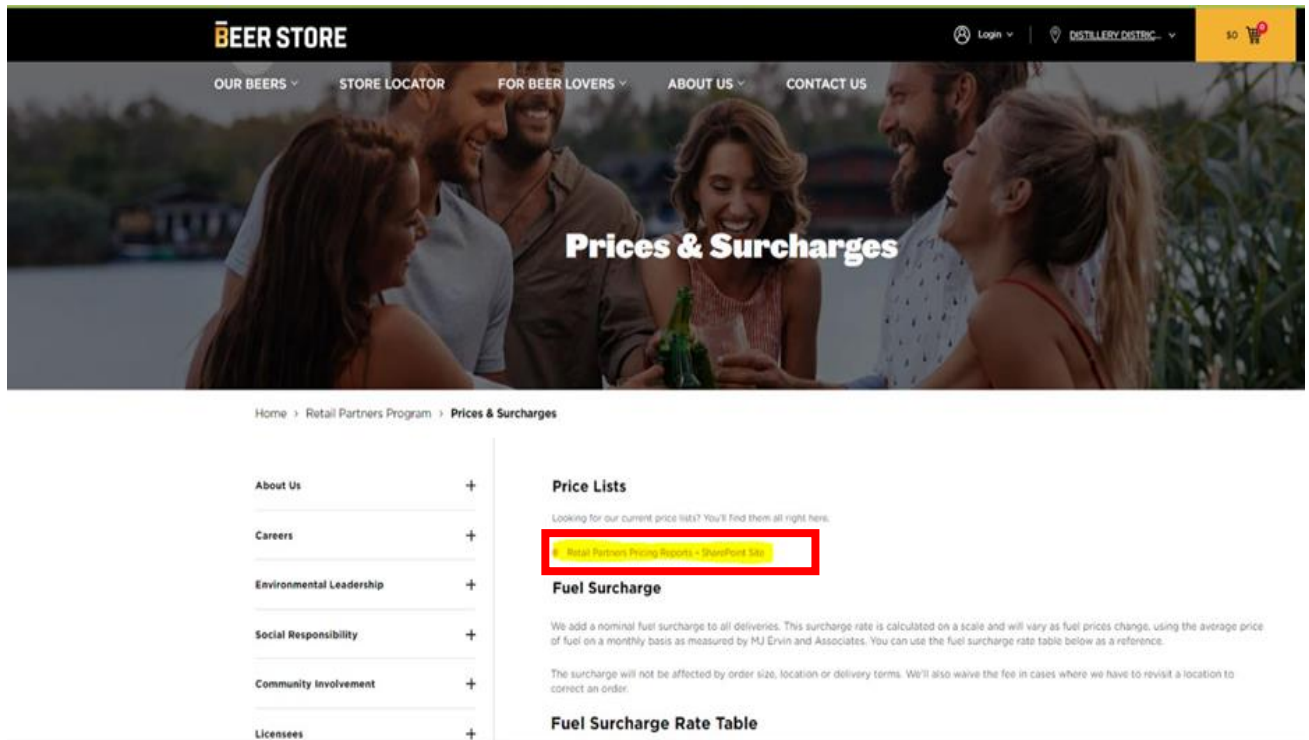 BEER STORE
Login
DISTILLERY DISTRIC...
$0
0
OUR BEERS
STORE LOCATOR
FOR BEER LOVERS
ABOUT US
CONTACT US
Prices & Surcharges
Home > Retail Partners Program > Prices & Surcharges
About Us +
Careers +
Environmental Leadership +
Social Responsibility +
Community Involvement +
Licensees +
Price Lists
Looking for our current price lists? You'll find them all right here.
Retail Partners Pricing Reports – SharePoint Site
Fuel Surcharge
We add a nominal fuel surcharge to all deliveries. This surcharge rate is calculated on a scale and will vary as fuel prices change, using the average price
of fuel on a monthly basis as measured by MJ Ervin and Associates. You can use the fuel surcharge rate table below as a reference.
The surcharge will not be affected by order size, location or delivery terms. We'll also waive the fee in cases where we have to revisit a location to
correct an order.
Fuel Surcharge Rate Table